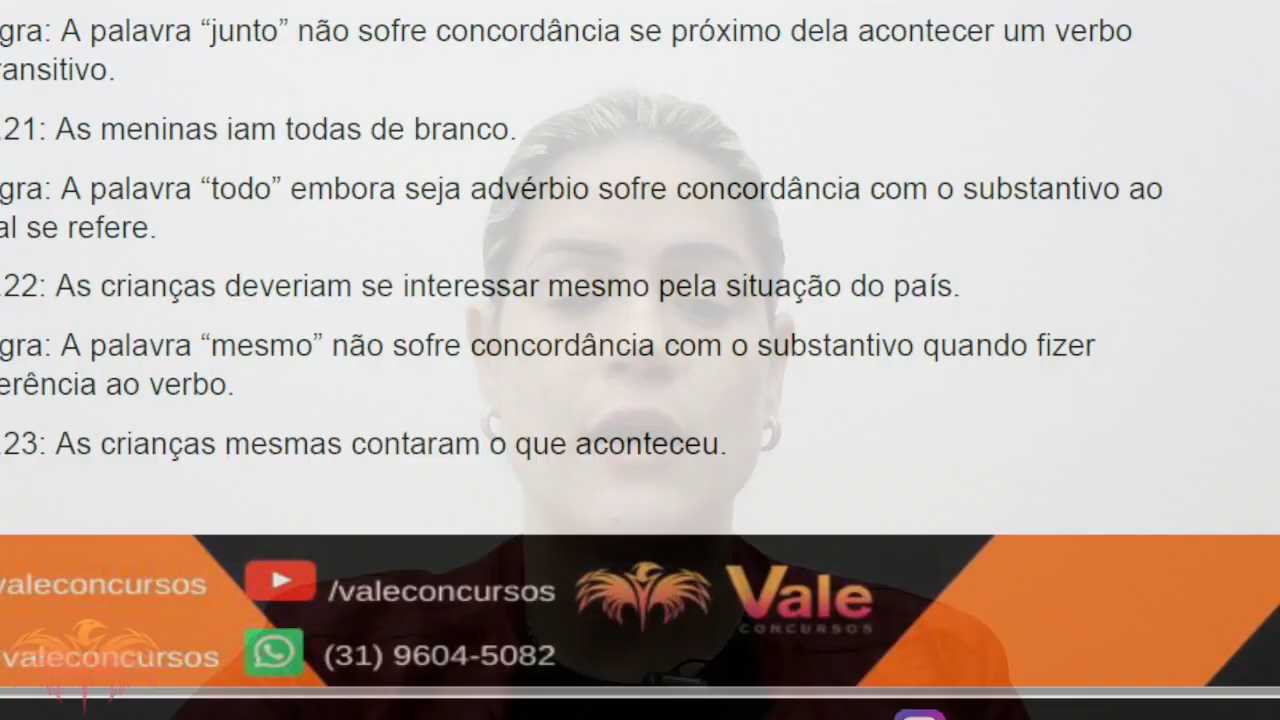 gra: A palavra “junto” não sofre concordância se próximo dela acontecer um verbo
ransitivo.
.21: As meninas iam todas de branco.
gra: A palavra “todo” embora seja advérbio sofre concordância com o substantivo ao
al se refere.
.22: As crianças deveriam se interessar mesmo pela situação do país.
gra: A palavra “mesmo” não sofre concordância com o substantivo quando fizer
erência ao verbo.
.23: As crianças mesmas contaram o que aconteceu.
valeconcursos
/valeconcursos
Vale
CONCURSOS
valeconcursos
(31) 9604-5082